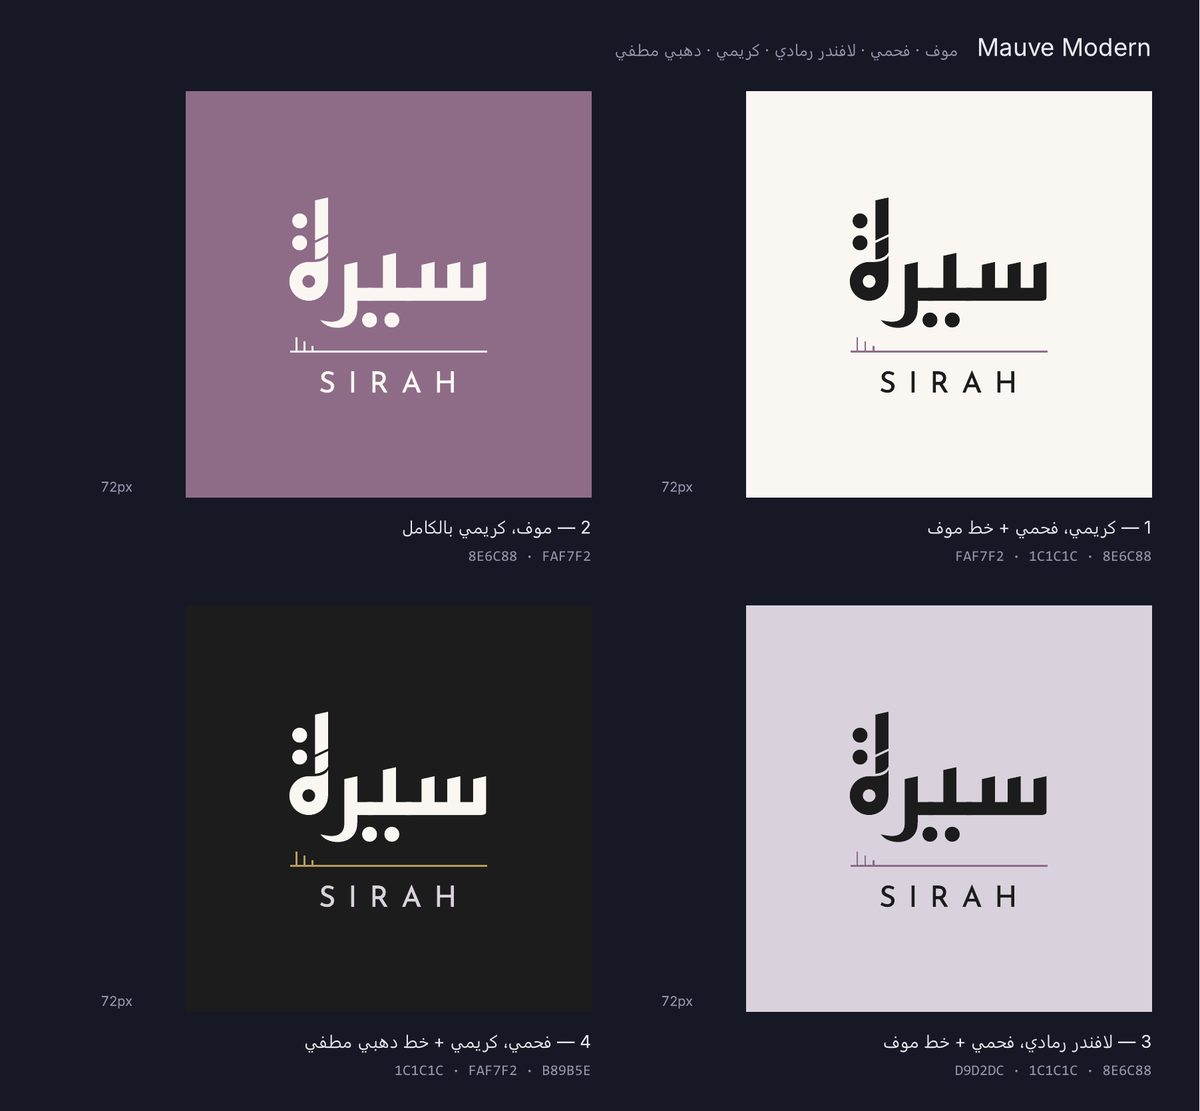 Mauve Modern موف · فحمي · لافندر رمادي · كريمي · دهبي مطفي
سيرة
SIRAH
72px
1 — كريمي، فحمي + خط موف
FAF7F2 · 1C1C1C · 8E6C88
سيرة
SIRAH
72px
2 — موف، كريمي بالكامل
8E6C88 · FAF7F2
سيرة
SIRAH
72px
3 — لافندر رمادي، فحمي + خط موف
D9D2DC · 1C1C1C · 8E6C88
سيرة
SIRAH
72px
4 — فحمي، كريمي + خط دهبي مطفي
1C1C1C · FAF7F2 · B89B5E